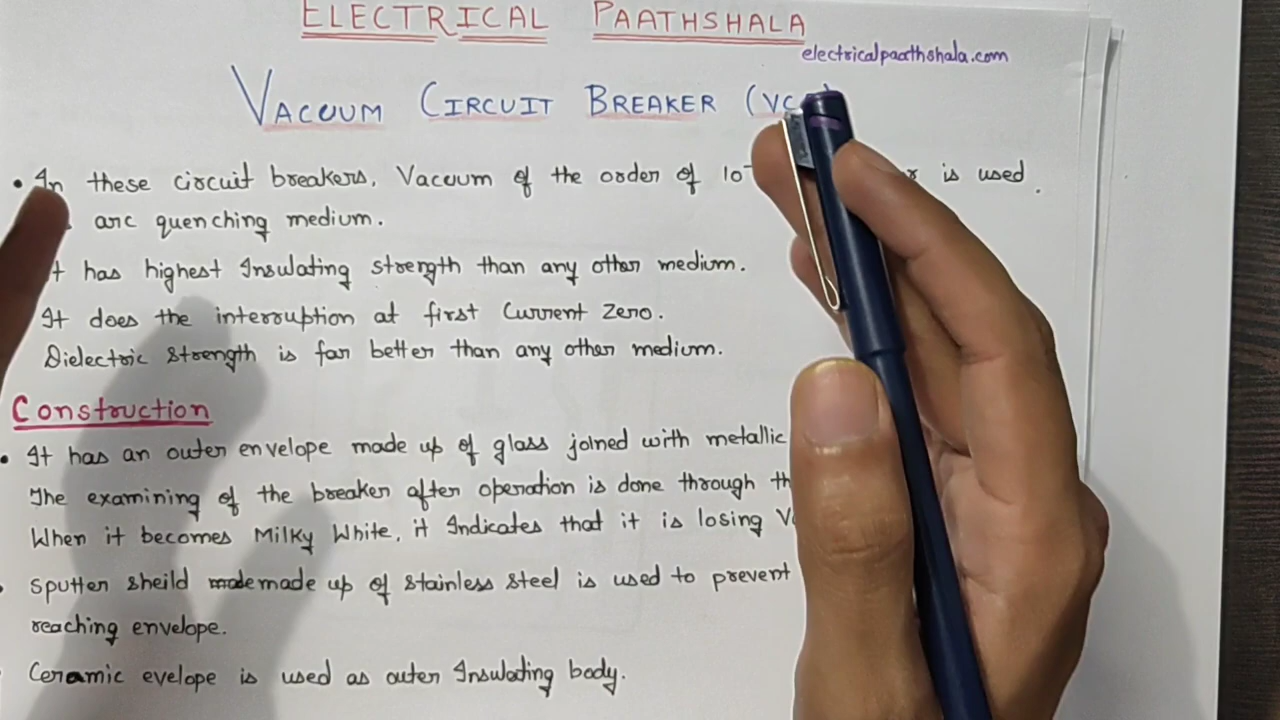 ELECTRICAL PAATHSHALA
electricalpaathshala.com
VACUUM CIRCUIT BREAKER (VC
In these circuit breakers, Vacuum of the order of 10 is used
arc quenching medium.
has highest Insulating strength than any other medium.
It does the interruption at first Current Zero.
Dielectric Strength is far better than any other medium.
Construction
It has an outer envelope made up of glass joined with metallic
The examining of the breaker after operation is done through
When it becomes Milky White, it Indicates that it is losing
sputter sheild made up of stainless steel is used to prevent
reaching envelope.
Ceramic evelope is used as outer Insulating body.